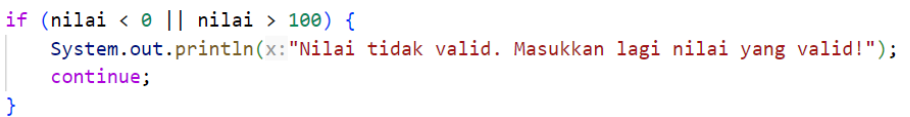 if (nilai < 0 || nilai > 100) {
    System.out.println(x:"Nilai tidak valid. Masukkan lagi nilai yang valid!");
    continue;
}